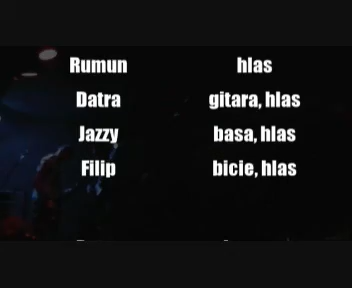 Rumun hlas
Datra gitara, hlas
Jazzy basa, hlas
Filip bicie, hlas